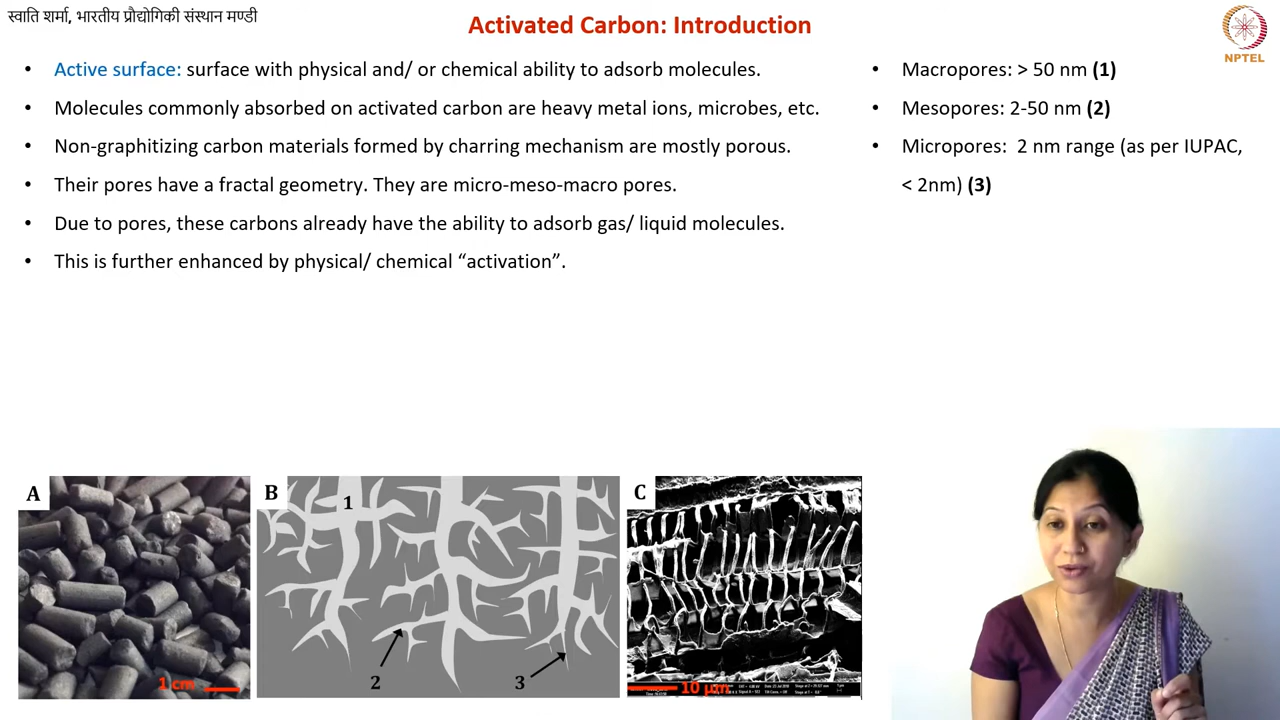 स्वाति शर्मा, भारतीय प्रौद्योगिकी संस्थान मण्डी
Activated Carbon: Introduction
NPTEL
• Active surface: surface with physical and/ or chemical ability to adsorb molecules.
• Molecules commonly absorbed on activated carbon are heavy metal ions, microbes, etc.
• Non-graphitizing carbon materials formed by charring mechanism are mostly porous.
• Their pores have a fractal geometry. They are micro-meso-macro pores.
• Due to pores, these carbons already have the ability to adsorb gas/ liquid molecules.
• This is further enhanced by physical/ chemical “activation”.
• Macropores: > 50 nm (1)
• Mesopores: 2-50 nm (2)
• Micropores: 2 nm range (as per IUPAC,
< 2nm) (3)
A
1 cm
B
1
2
3
C
10 µm